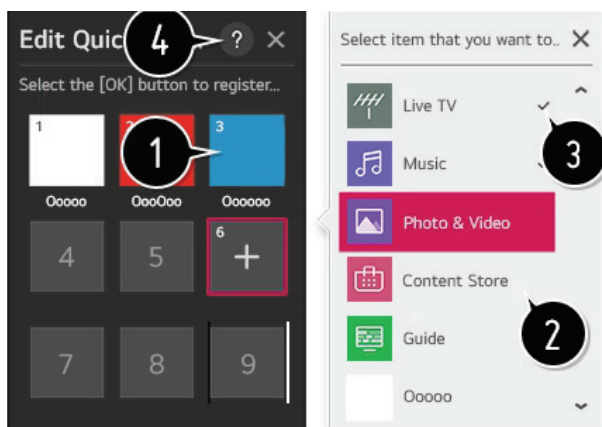 Edit Quic
4
?
Select the [OK] button to register...
1
2
3
1
Ooooo
OooOoo
Oooooo
4
5
6
+
7
8
9
Select item that you want to..
Live TV
3
Music
Photo & Video
Content Store
2
Guide
Ooooo